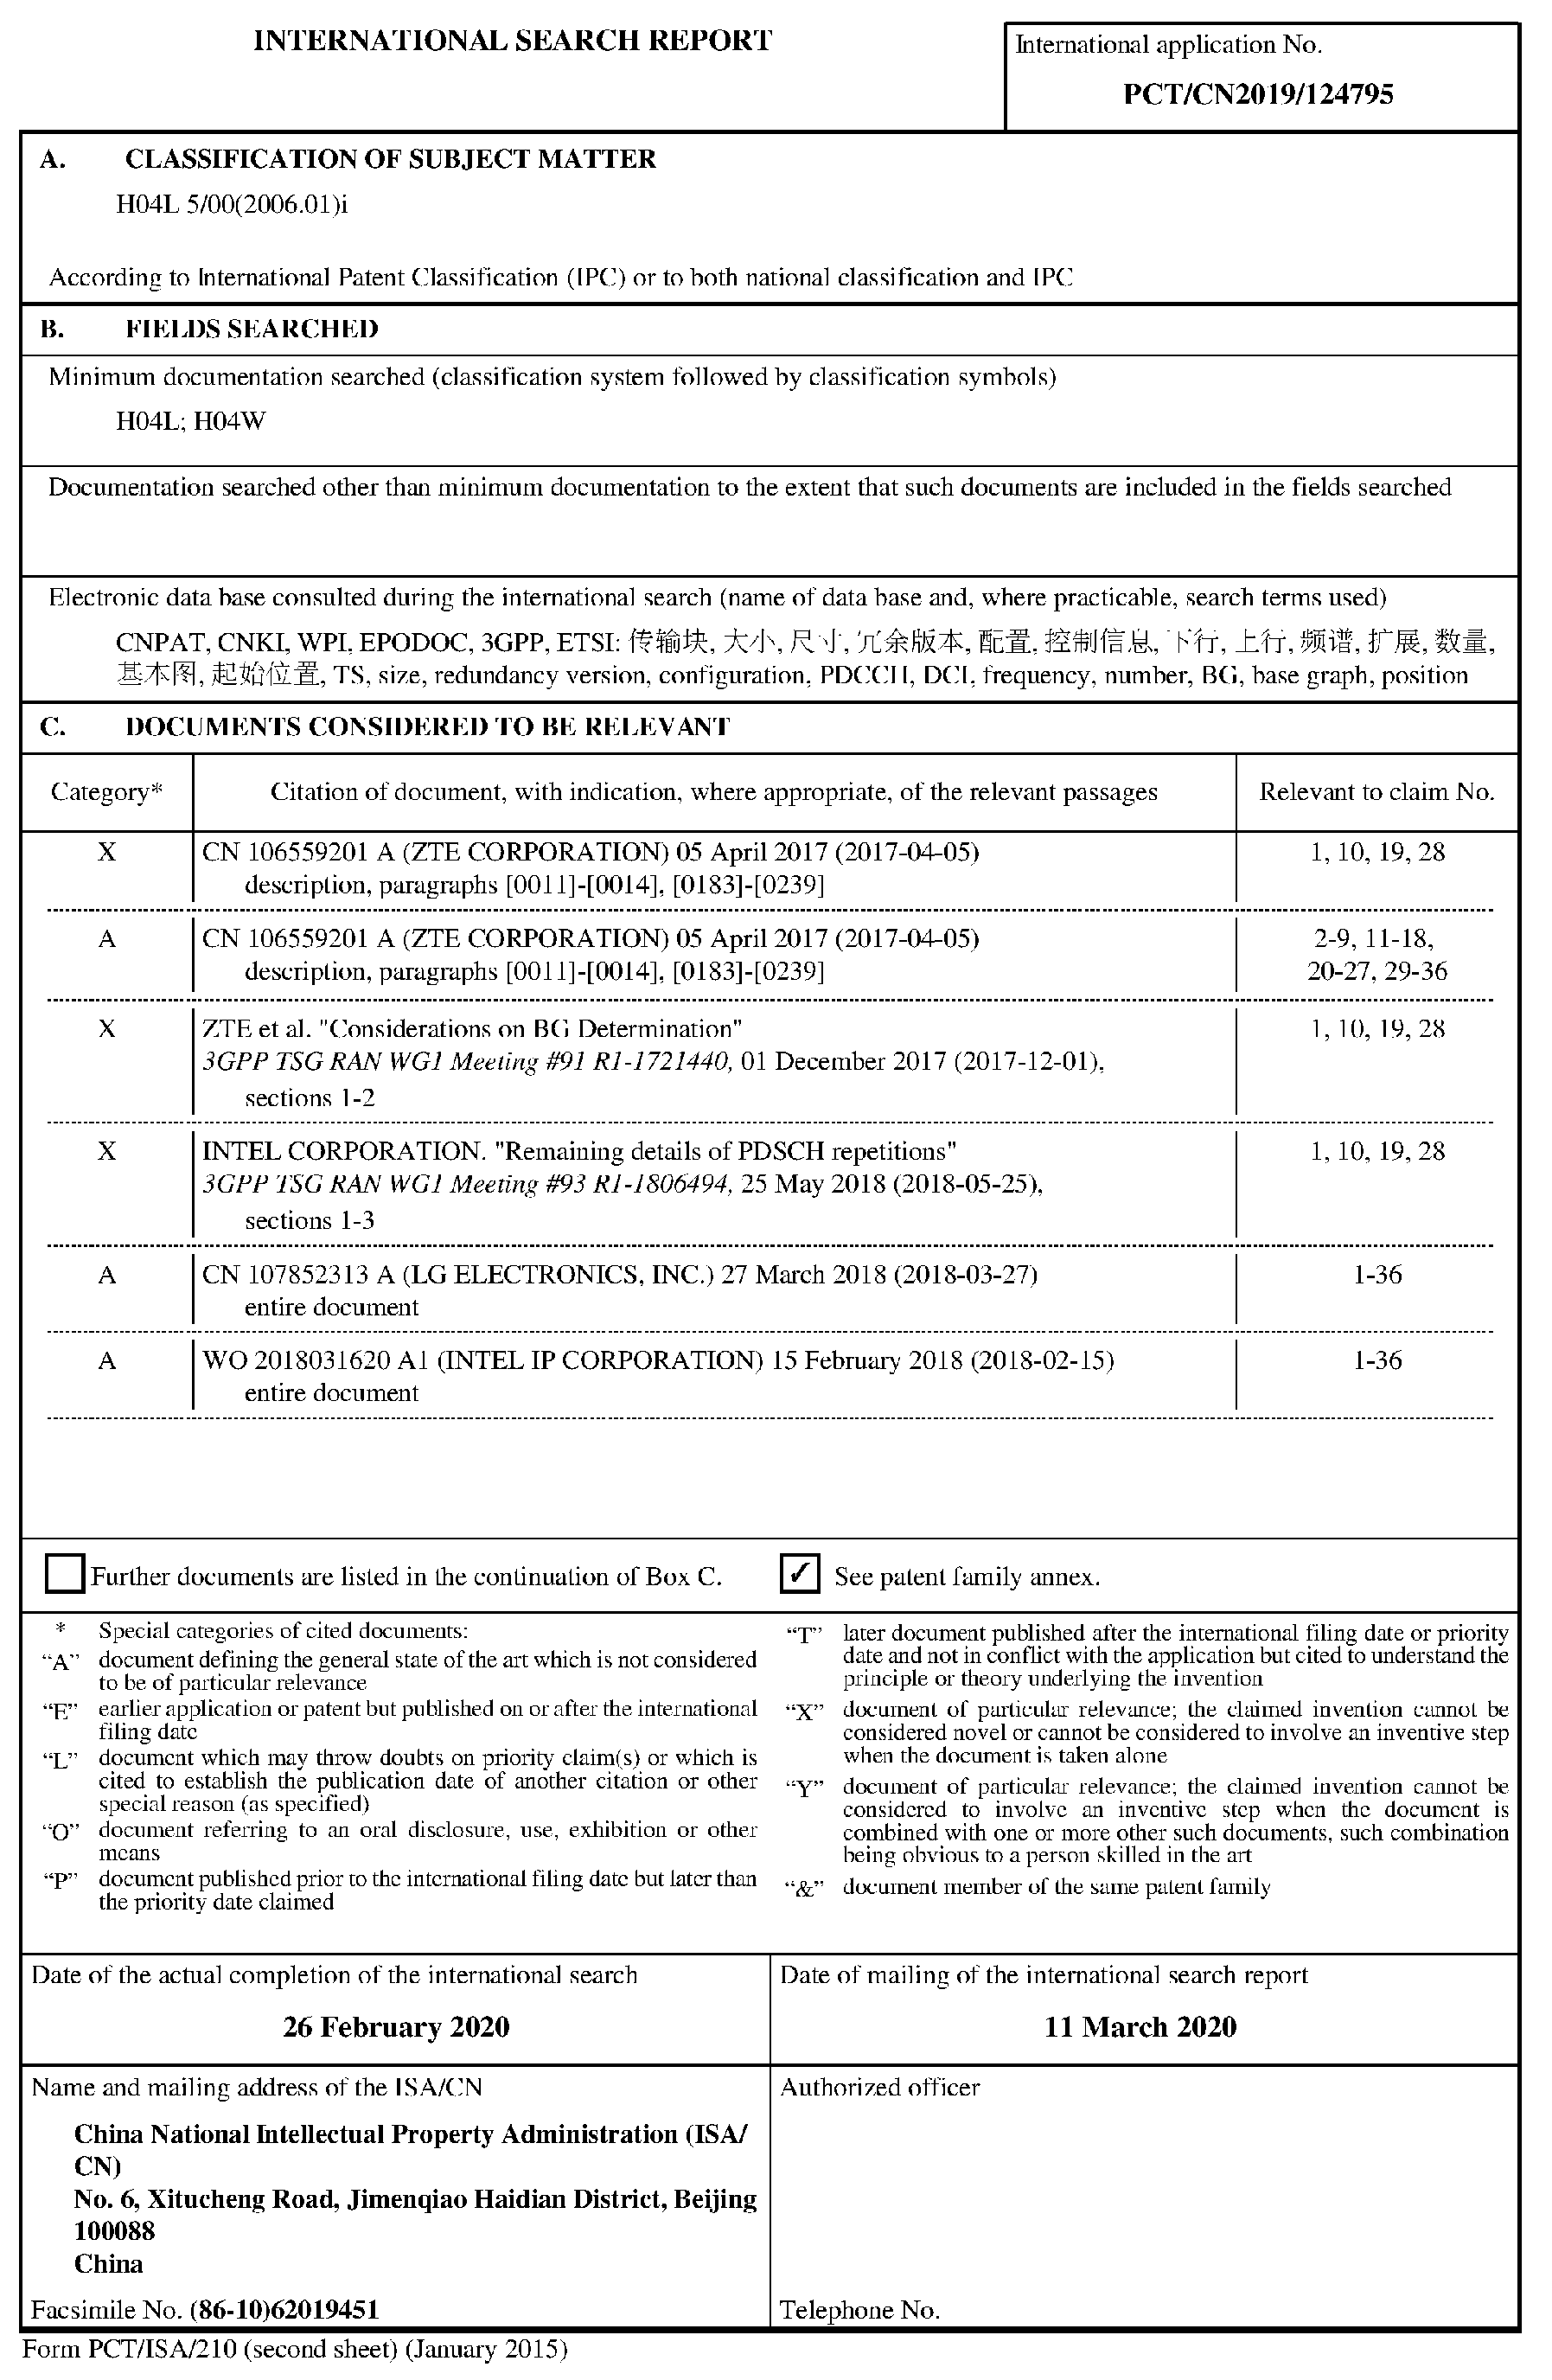 INTERNATIONAL SEARCH REPORT
International application No.
PCT/CN2019/124795
A. CLASSIFICATION OF SUBJECT MATTER
H04L 5/00(2006.01)i
According to International Patent Classification (IPC) or to both national classification and IPC
B. FIELDS SEARCHED
Minimum documentation searched (classification system followed by classification symbols)
H04L; H04W
Documentation searched other than minimum documentation to the extent that such documents are included in the fields searched
Electronic data base consulted during the international search (name of data base and, where practicable, search terms used)
CNPAT, CNKI, WPI, EPODOC, 3GPP, ETSI: 传输块, 大小, 尺寸, 冗余版本, 配置, 控制信息, 下行, 上行, 频谱, 扩展, 数量,
基本图, 起始位置, TS, size, redundancy version, configuration, PDCCH, DCI, frequency, number, BG, base graph, position
C. DOCUMENTS CONSIDERED TO BE RELEVANT
Category* Citation of document, with indication, where appropriate, of the relevant passages Relevant to claim No.
X CN 106559201 A (ZTE CORPORATION) 05 April 2017 (2017-04-05) 1, 10, 19, 28
description, paragraphs [0011]-[0014], [0183]-[0239]
A CN 106559201 A (ZTE CORPORATION) 05 April 2017 (2017-04-05) 2-9, 11-18,
description, paragraphs [0011]-[0014], [0183]-[0239] 20-27, 29-36
X ZTE et al. "Considerations on BG Determination" 1, 10, 19, 28
3GPP TSG RAN WG1 Meeting #91 R1-1721440, 01 December 2017 (2017-12-01),
sections 1-2
X INTEL CORPORATION. "Remaining details of PDSCH repetitions" 1, 10, 19, 28
3GPP TSG RAN WG1 Meeting #93 R1-1806494, 25 May 2018 (2018-05-25),
sections 1-3
A CN 107852313 A (LG ELECTRONICS, INC.) 27 March 2018 (2018-03-27) 1-36
entire document
A WO 2018031620 A1 (INTEL IP CORPORATION) 15 February 2018 (2018-02-15) 1-36
entire document
Further documents are listed in the continuation of Box C. ✓ See patent family annex.
* Special categories of cited documents:
“A” document defining the general state of the art which is not considered
to be of particular relevance
“E” earlier application or patent but published on or after the international
filing date
“L” document which may throw doubts on priority claim(s) or which is
cited to establish the publication date of another citation or other
special reason (as specified)
“O” document referring to an oral disclosure, use, exhibition or other
means
“P” document published prior to the international filing date but later than
the priority date claimed
“T” later document published after the international filing date or priority
date and not in conflict with the application but cited to understand the
principle or theory underlying the invention
“X” document of particular relevance; the claimed invention cannot be
considered novel or cannot be considered to involve an inventive step
when the document is taken alone
“Y” document of particular relevance; the claimed invention cannot be
considered to involve an inventive step when the document is
combined with one or more other such documents, such combination
being obvious to a person skilled in the art
“&” document member of the same patent family
Date of the actual completion of the international search
26 February 2020
Date of mailing of the international search report
11 March 2020
Name and mailing address of the ISA/CN
China National Intellectual Property Administration (ISA/
CN)
No. 6, Xitucheng Road, Jimenqiao Haidian District, Beijing
100088
China
Facsimile No. (86-10)62019451
Authorized officer
Telephone No.
Form PCT/ISA/210 (second sheet) (January 2015)